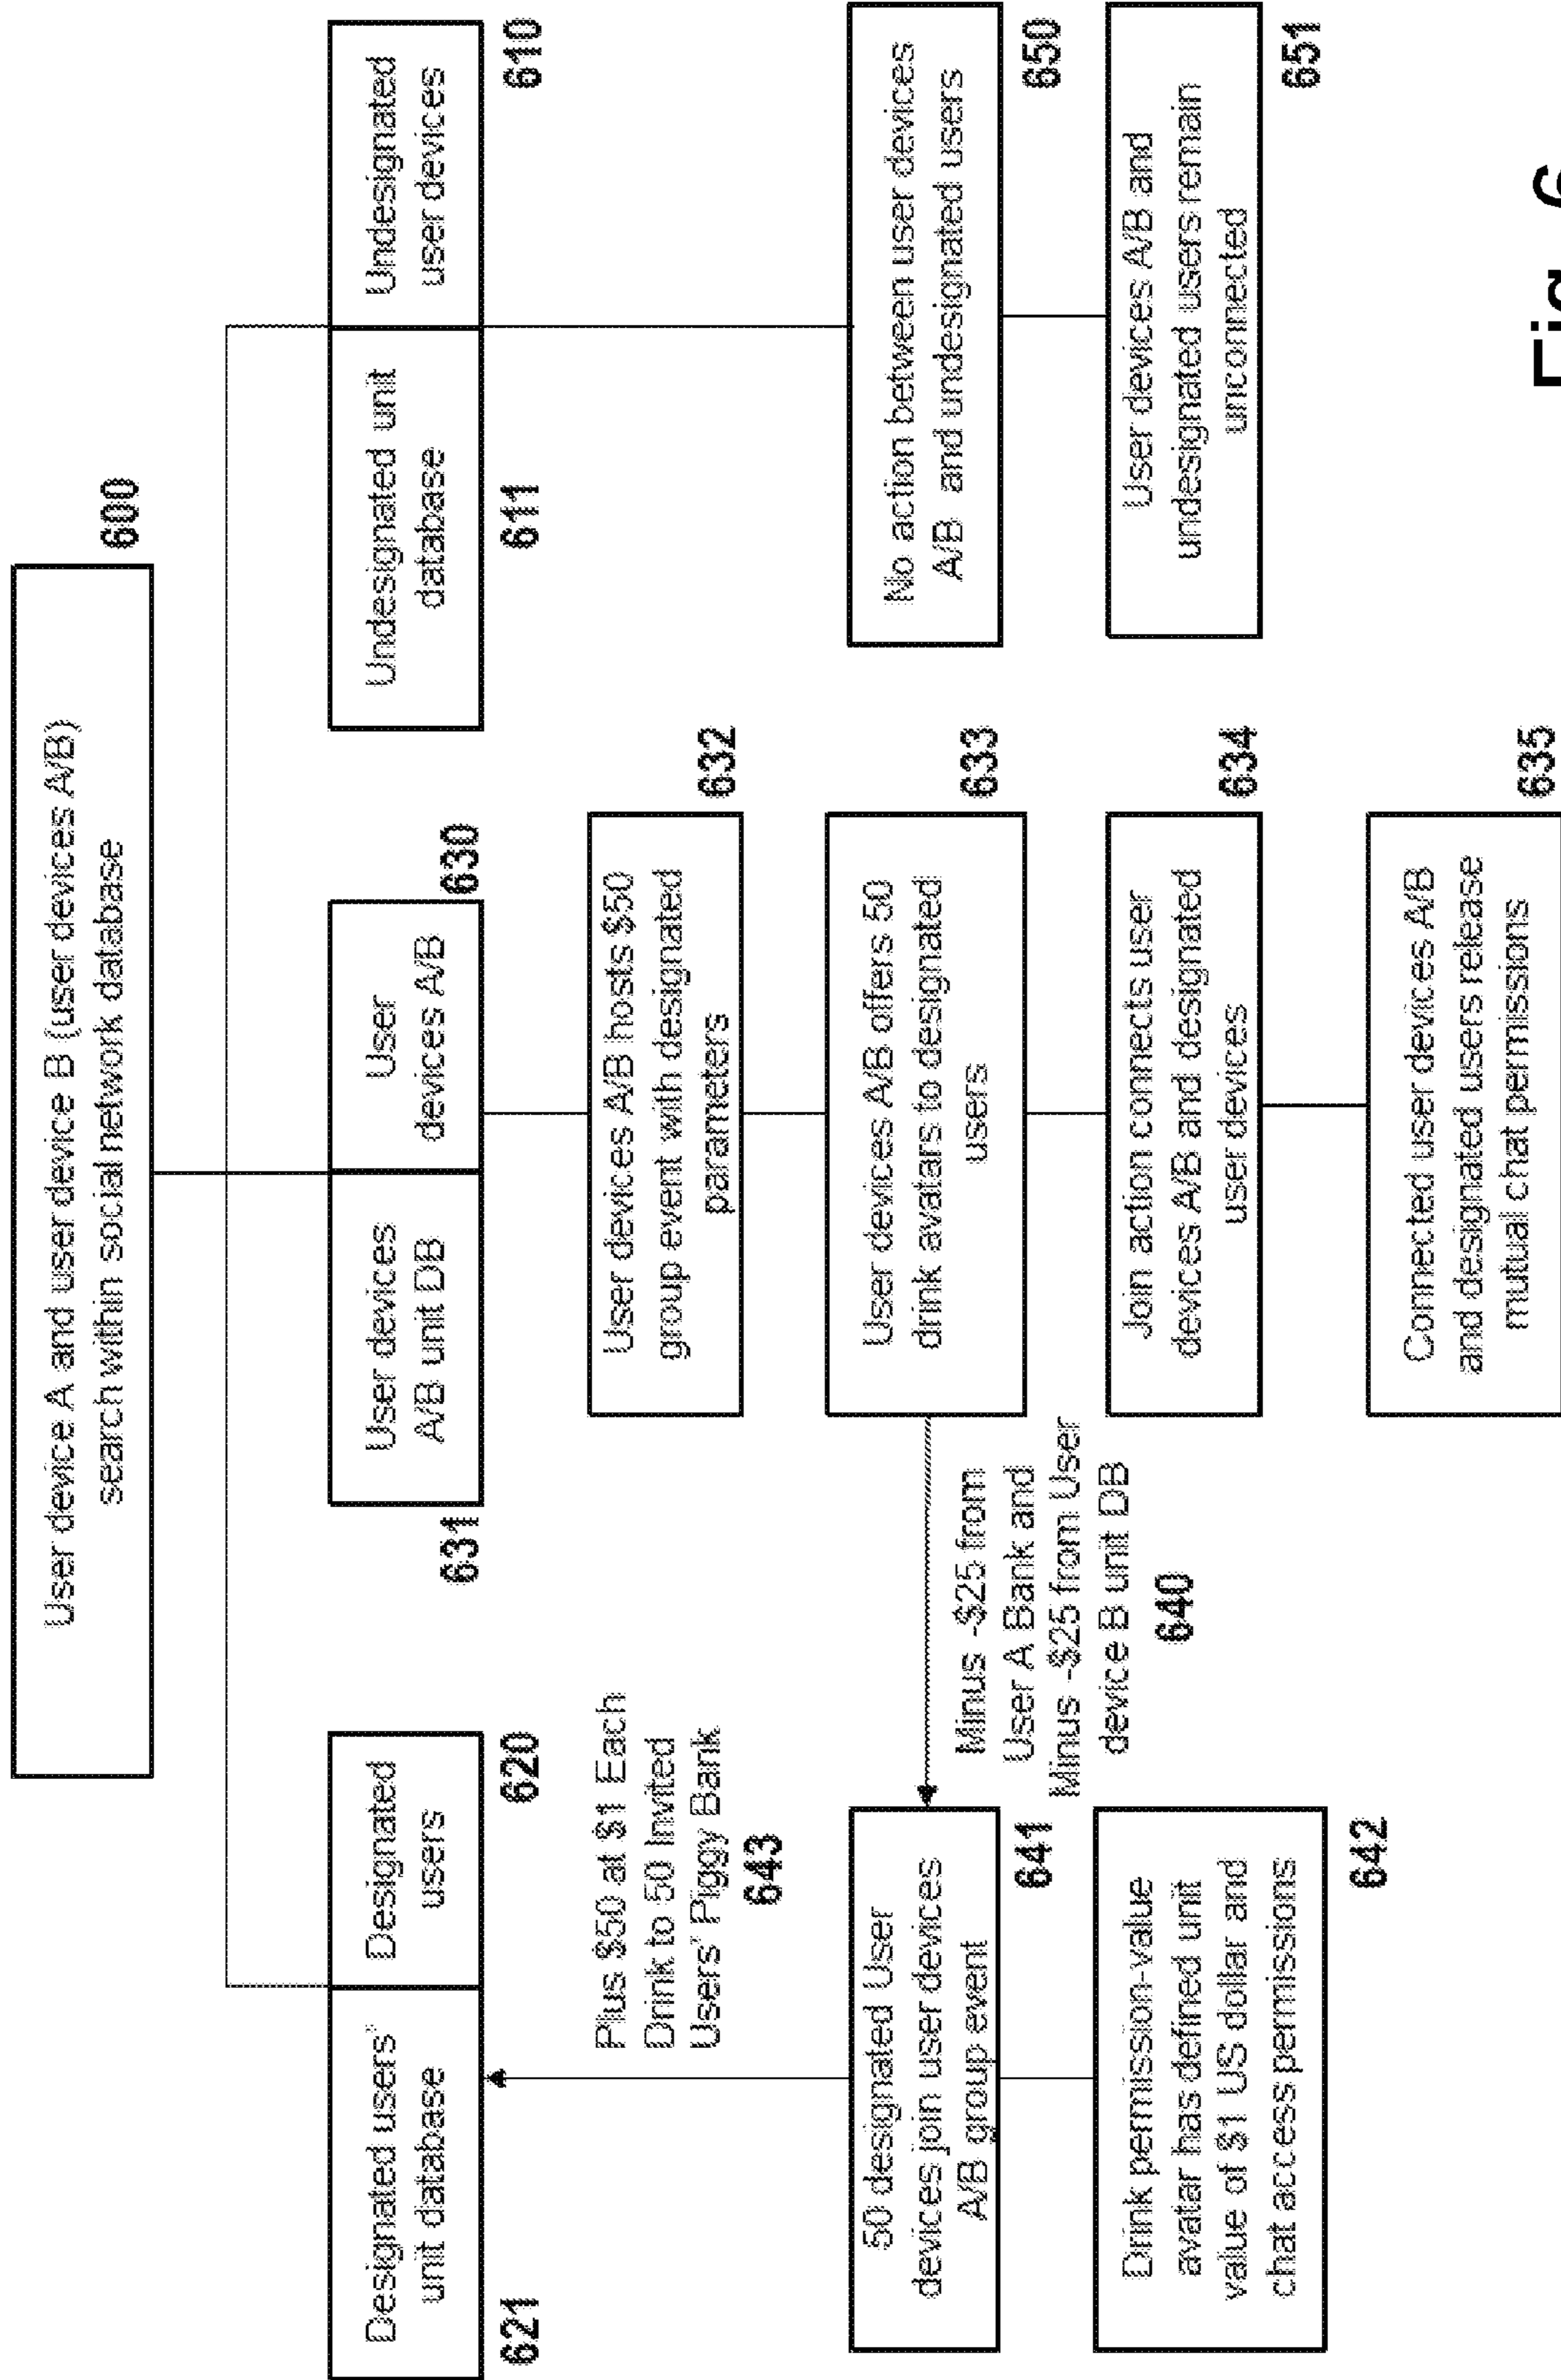 User device A and user device B (user devices A/B)
search within social network database
600
Designated users'
unit database
621
Designated
users
620
User devices
A/B unit DB
631
User
devices A/B
630
Undesignated unit
database
611
Undesignated
user devices
610
Plus $50 at $1 Each
Drink to 50 Invited
Users' Piggy Bank
643
User devices A/B hosts $50
group event with designated
parameters
632
50 designated User
devices join user devices
A/B group event
641
Minus -$25 from
User A Bank and
Minus -$25 from User
device B unit DB
640
User devices A/B offers 50
drink avatars to designated
users
633
No action between user devices
A/B and undesignated users
650
Drink permission-value
avatar has defined unit
value of $1 US dollar and
chat access permissions
642
Join action connects user
devices A/B and designated
user devices
634
User devices A/B and
undesignated users remain
unconnected
651
Connected user devices A/B
and designated users release
mutual chat permissions
635
Fig. 6